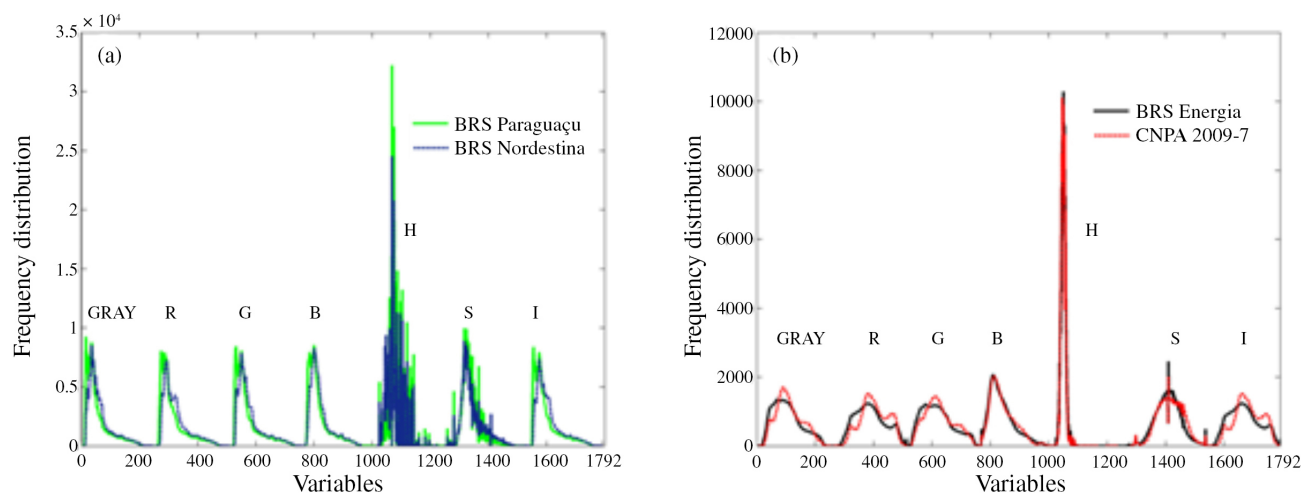 3.5 × 10⁴
(a)
3
2.5
2
1.5
1
0.5
0
Frequency distribution
BRS Paraguaçu
BRS Nordestina
H
GRAY R G B S I
0 200 400 600 800 1000 1200 1400 1600 1792
Variables
12000
(b)
10000
8000
6000
4000
2000
0
Frequency distribution
BRS Energia
CNPA 2009-7
H
GRAY R G B S I
0 200 400 600 800 1000 1200 1400 1600 1792
Variables